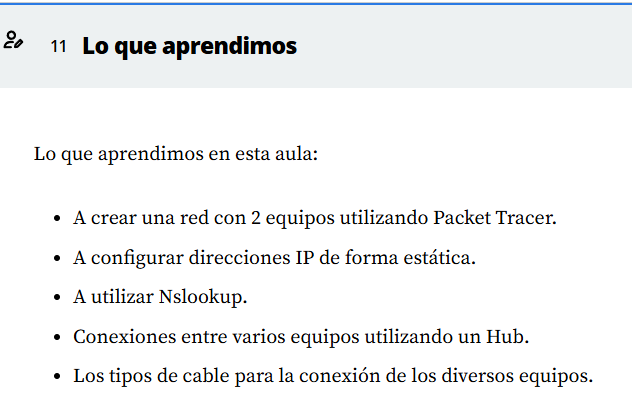 11 Lo que aprendimos
Lo que aprendimos en esta aula:
• A crear una red con 2 equipos utilizando Packet Tracer.
• A configurar direcciones IP de forma estática.
• A utilizar Nslookup.
• Conexiones entre varios equipos utilizando un Hub.
• Los tipos de cable para la conexión de los diversos equipos.